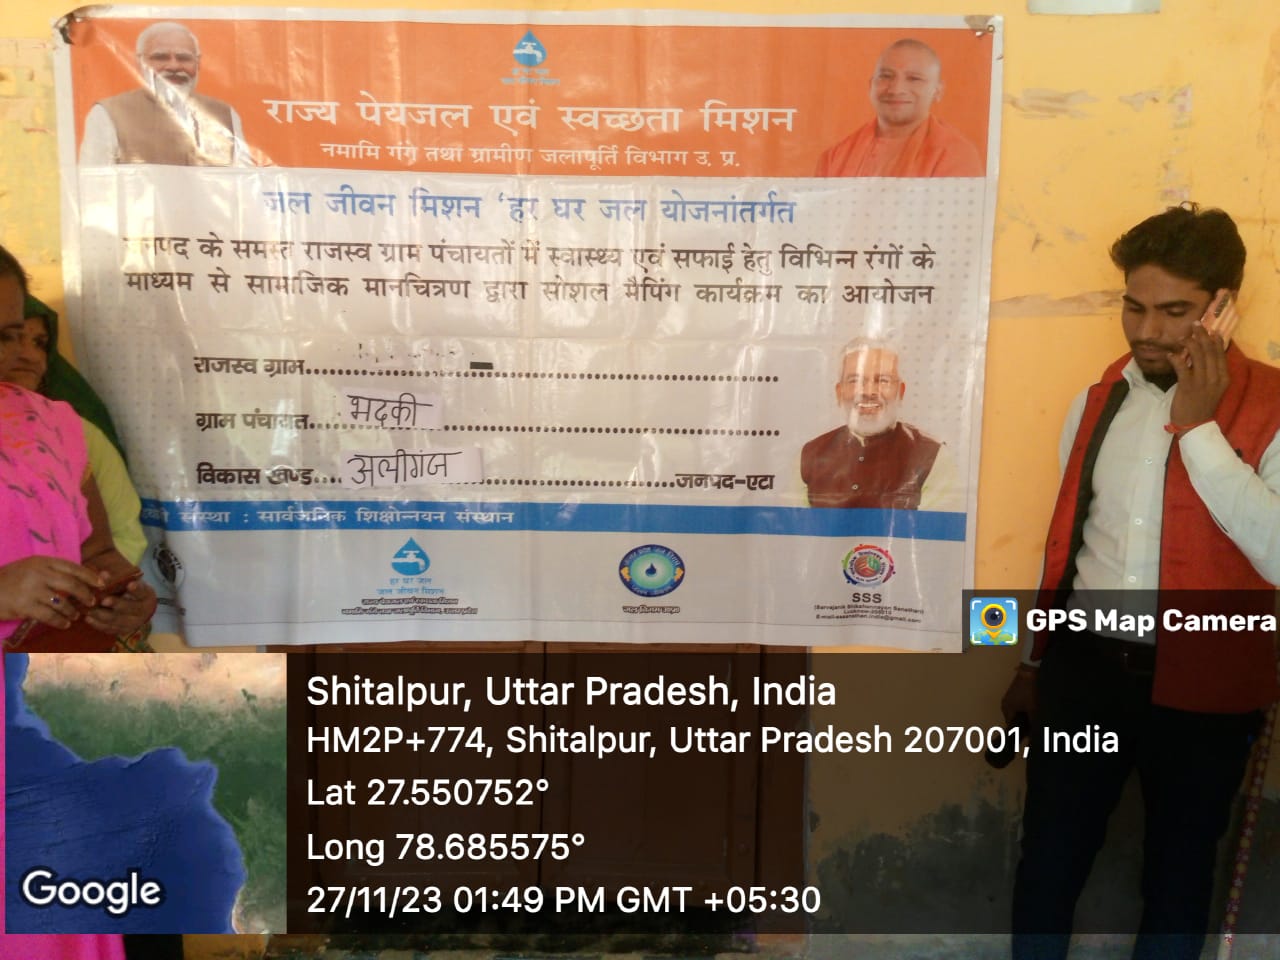 राज्य पेयजल एवं स्वच्छता मिशन
नमामि गंगे तथा ग्रामीण जलापूर्ति विभाग उ. प्र.
जल जीवन मिशन 'हर घर जल योजनांतर्गत
जनपद के समस्त राजस्व ग्राम पंचायतों में स्वास्थ्य एवं सफाई हेतु विभिन्न रंगों के
माध्यम से सामाजिक मानचित्रण द्वारा सोशल मैपिंग कार्यक्रम का आयोजन
राजस्व ग्राम
ग्राम पंचायत.... भदकी
विकास खण्ड.... अलीगंज ....जनपद-एटा
संस्था : सार्वजनिक शिक्षोन्नयन संस्थान
हर घर जल
जल जीवन मिशन
SSS
(Sarvajanik Shikshonnayan Sansthan)
GPS Map Camera
Shitalpur, Uttar Pradesh, India
HM2P+774, Shitalpur, Uttar Pradesh 207001, India
Lat 27.550752°
Long 78.685575°
27/11/23 01:49 PM GMT +05:30
Google